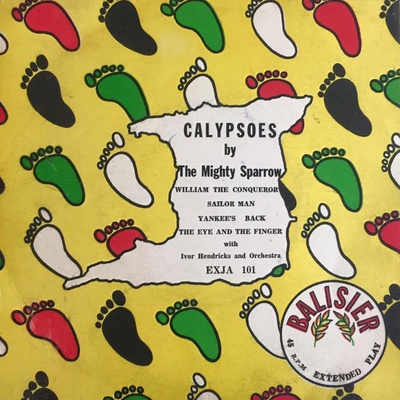 CALYPSOES
by
The Mighty Sparrow
WILLIAM THE CONQUEROR
SAILOR MAN
YANKEE'S BACK
THE EYE AND THE FINGER
with
Ivor Hendricks and Orchestra
EXJA 101
BALISIER
45 R.P.M EXTENDED PLAY